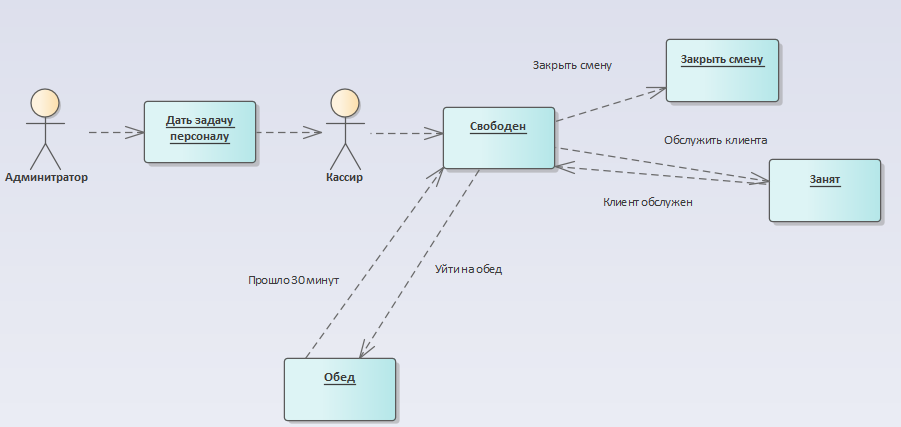 Закрыть смену
Закрыть смену
Дать задачу
персоналу
Свободен
Обслужить клиента
Админитратор
Кассир
Занят
Клиент обслужен
Уйти на обед
Прошло 30 минут
Обед